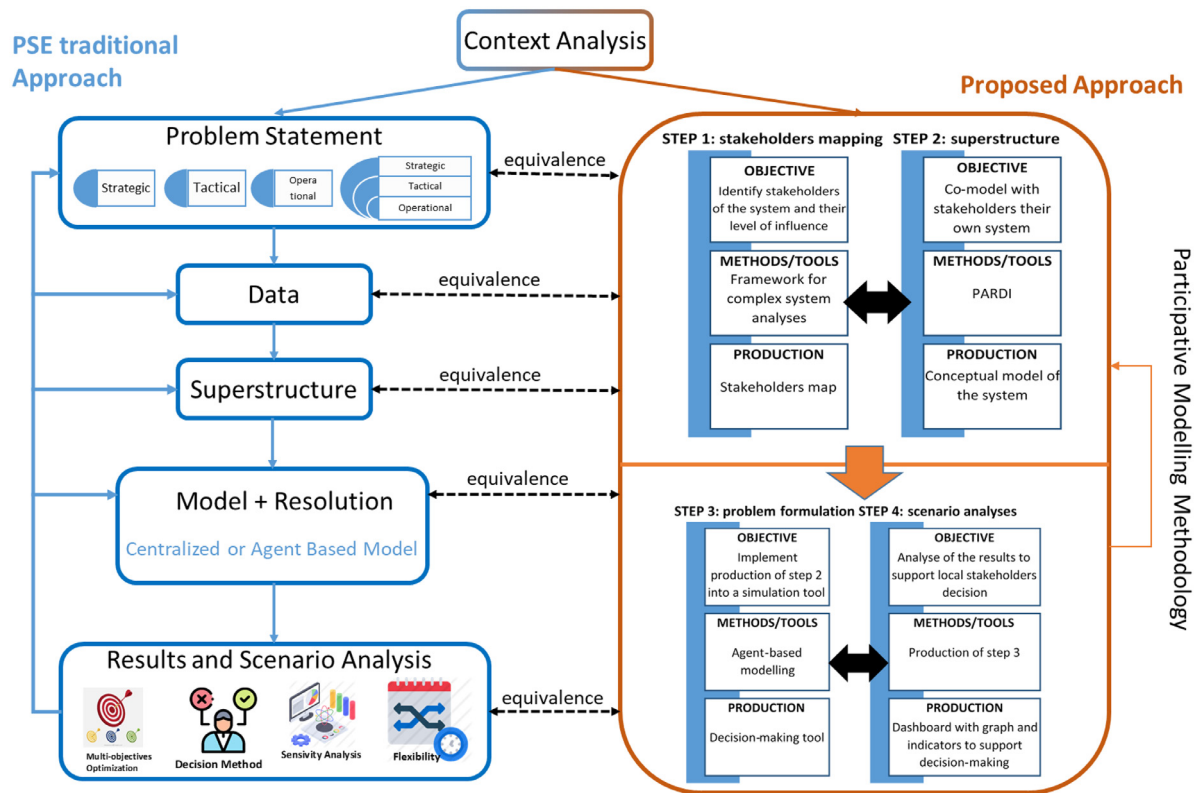 Context Analysis
PSE traditional
Approach
Proposed Approach
Problem Statement
Strategic
Tactical
Opera
tional
Strategic
Tactical
Operational
equivalence
Data
equivalence
Superstructure
equivalence
Model + Resolution
Centralized or Agent Based Model
equivalence
Results and Scenario Analysis
Multi-objectives
Optimization
Decision Method
Sensivity Analysis
Flexibility
equivalence
STEP 1: stakeholders mapping
OBJECTIVE
Identify stakeholders
of the system and their
level of influence
METHODS/TOOLS
Framework for
complex system
analyses
PRODUCTION
Stakeholders map
STEP 2: superstructure
OBJECTIVE
Co-model with
stakeholders their
own system
METHODS/TOOLS
PARDI
PRODUCTION
Conceptual model of
the system
STEP 3: problem formulation
OBJECTIVE
Implement
production of step 2
into a simulation tool
METHODS/TOOLS
Agent-based
modelling
PRODUCTION
Decision-making tool
STEP 4: scenario analyses
OBJECTIVE
Analyse of the results to
support local stakeholders
decision
METHODS/TOOLS
Production of step 3
PRODUCTION
Dashboard with graph and
indicators to support
decision-making
Participative Modelling Methodology